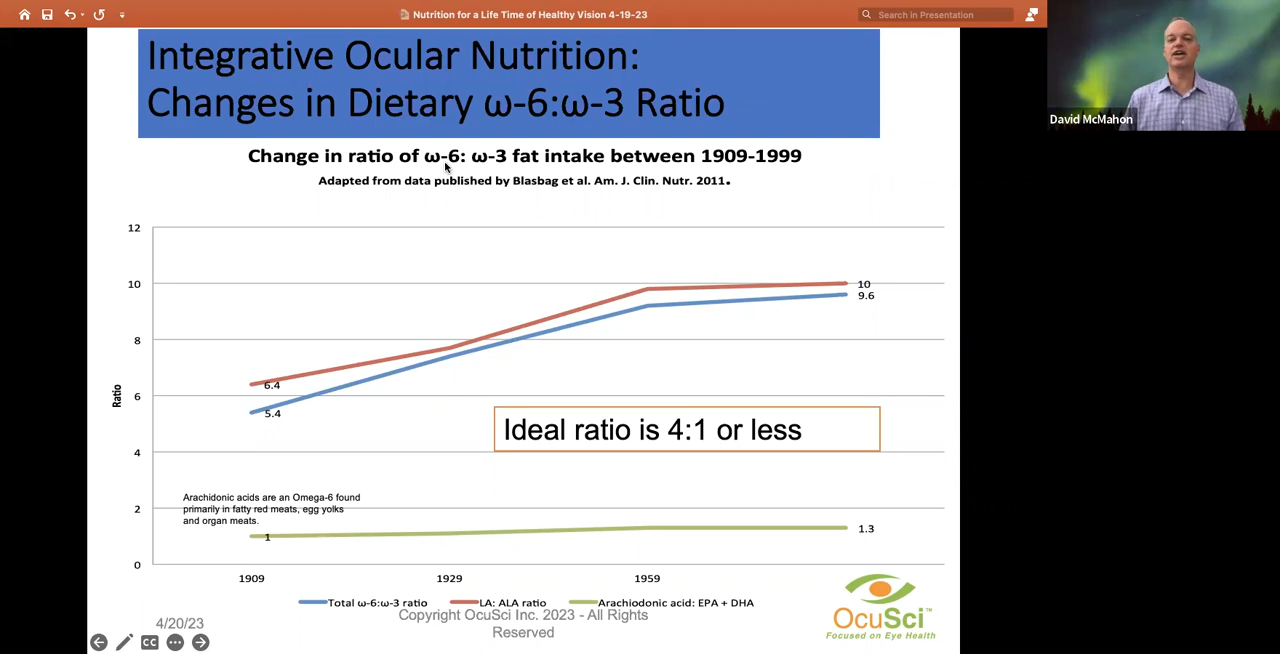 Nutrition for a Life Time of Healthy Vision 4-19-23
Search in Presentation
David McMahon
Integrative Ocular Nutrition:
Changes in Dietary ω-6:ω-3 Ratio
Change in ratio of ω-6: ω-3 fat intake between 1909-1999
Adapted from data published by Blasbag et al. Am. J. Clin. Nutr. 2011.
12
10
8
6
4
2
0
Ratio
10
9.6
6.4
5.4
Ideal ratio is 4:1 or less
Arachidonic acids are an Omega-6 found
primarily in fatty red meats, egg yolks
and organ meats.
1
1.3
1909
1929
1959
Total ω-6:ω-3 ratio
LA: ALA ratio
Arachiodonic acid: EPA + DHA
Copyright OcuSci Inc. 2023 - All Rights
Reserved
4/20/23
OcuSci™
Focused on Eye Health
CC